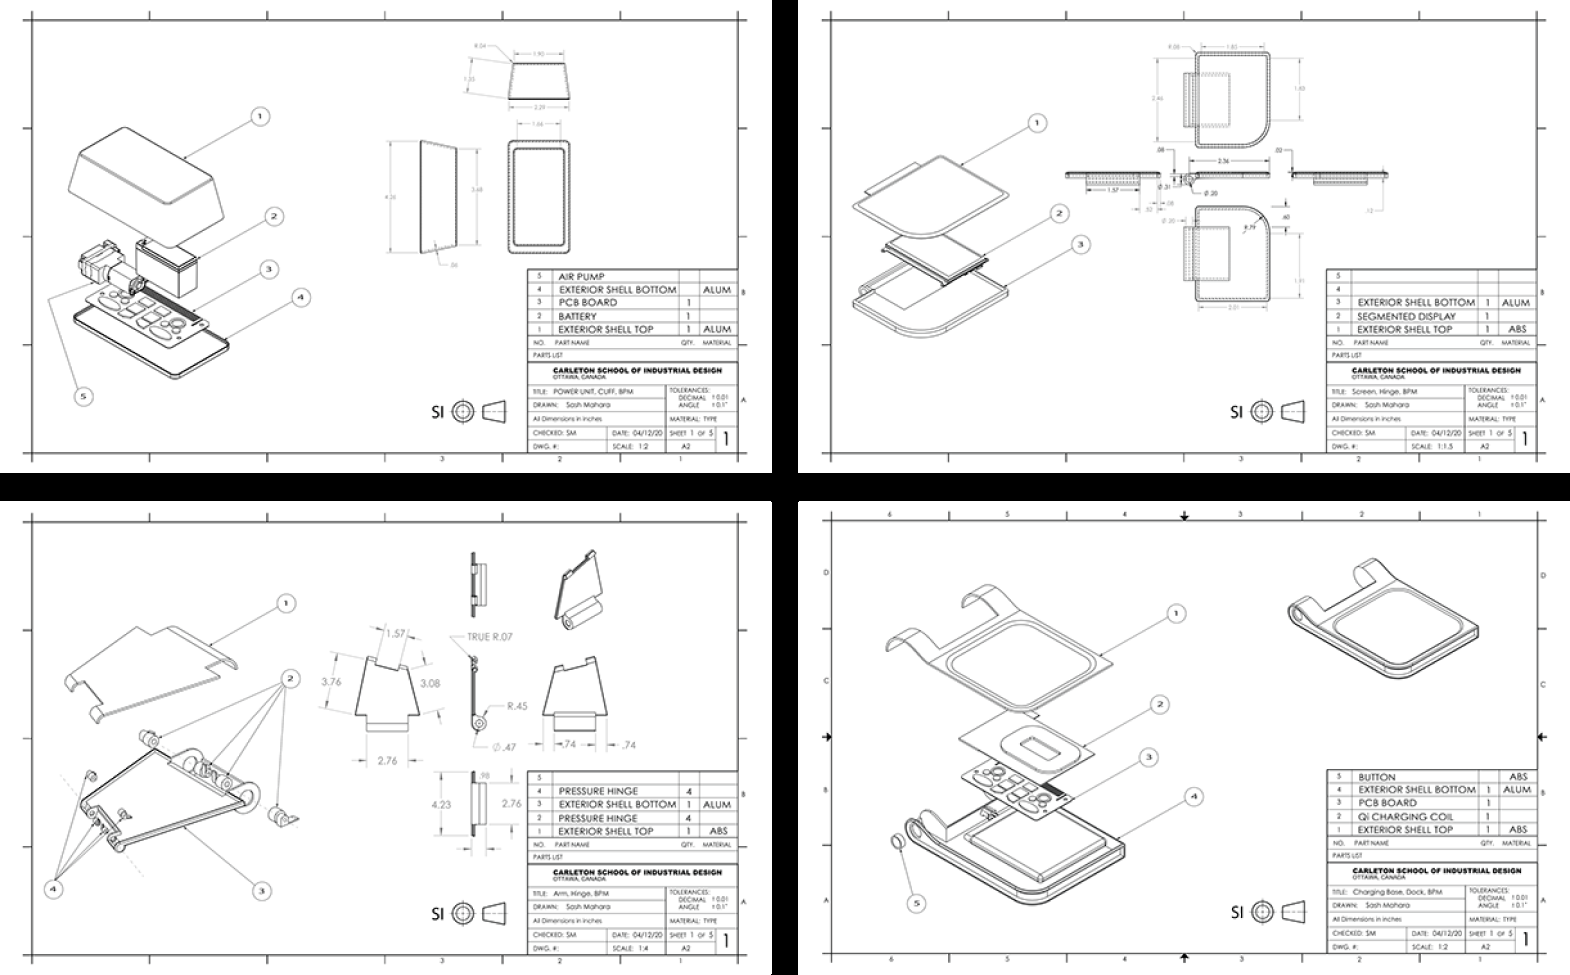 R.04
1.90
1.35
2.28
1.66
4.28
3.48
.06
1
2
3
4
5
5 AIR PUMP
4 EXTERIOR SHELL BOTTOM ALUM
3 PCB BOARD 1
2 BATTERY 1
1 EXTERIOR SHELL TOP 1 ALUM
NO. PART NAME QTY. MATERIAL
PARTS LIST
CARLETON SCHOOL OF INDUSTRIAL DESIGN
OTTAWA, CANADA
TITLE: POWER UNIT, CUFF, BPM
TOLERANCES:
DECIMAL ±0.01
ANGLE ±0.1°
DRAWN: Sash Mahara
All Dimensions in Inches
MATERIAL: TYPE
CHECKED: SM DATE: 04/12/20 SHEET 1 OF 5
DWG. #: SCALE: 1:2 A2
1
SI
B
A
3 2 1
R.08
1.85
2.46
1.63
.08
2.36
.02
1.57
Ø.31
Ø.20
.08
.52
.12
Ø.20
R.79
.60
1.95
2.01
1
2
3
5
4
3 EXTERIOR SHELL BOTTOM 1 ALUM
2 SEGMENTED DISPLAY 1
1 EXTERIOR SHELL TOP 1 ABS
NO. PART NAME QTY. MATERIAL
PARTS LIST
CARLETON SCHOOL OF INDUSTRIAL DESIGN
OTTAWA, CANADA
TITLE: Screen, Hinge, BPM
TOLERANCES:
DECIMAL ±0.01
ANGLE ±0.1°
DRAWN: Sash Mahara
All Dimensions in Inches
MATERIAL: TYPE
CHECKED: SM DATE: 04/12/20 SHEET 1 OF 5
DWG. #: SCALE: 1:1.5 A2
1
SI
B
A
3 2 1
1
2
3
4
1.57
TRUE R.07
3.76
3.08
R.45
Ø.47
2.76
.74
.74
.98
4.23
2.76
5
4 PRESSURE HINGE 4
3 EXTERIOR SHELL BOTTOM 1 ALUM
2 PRESSURE HINGE 4
1 EXTERIOR SHELL TOP 1 ABS
NO. PART NAME QTY. MATERIAL
PARTS LIST
CARLETON SCHOOL OF INDUSTRIAL DESIGN
OTTAWA, CANADA
TITLE: Arm, Hinge, BPM
TOLERANCES:
DECIMAL ±0.01
ANGLE ±0.1°
DRAWN: Sash Mahara
All Dimensions in Inches
MATERIAL: TYPE
CHECKED: SM DATE: 04/12/20 SHEET 1 OF 5
DWG. #: SCALE: 1:4 A2
1
SI
B
A
3 2 1
6 5 4 3 2 1
D D
C C
B B
A A
1
2
3
4
5
5 BUTTON ABS
4 EXTERIOR SHELL BOTTOM 1 ALUM
3 PCB BOARD 1
2 Qi CHARGING COIL 1
1 EXTERIOR SHELL TOP 1 ABS
NO. PART NAME QTY. MATERIAL
PARTS LIST
CARLETON SCHOOL OF INDUSTRIAL DESIGN
OTTAWA, CANADA
TITLE: Charging Base, Dock, BPM
TOLERANCES:
DECIMAL ±0.01
ANGLE ±0.1°
DRAWN: Sash Mahara
All Dimensions in Inches
MATERIAL: TYPE
CHECKED: SM DATE: 04/12/20 SHEET 1 OF 5
DWG. #: SCALE: 1:2 A2
1
SI
6 5 4 3 2 1